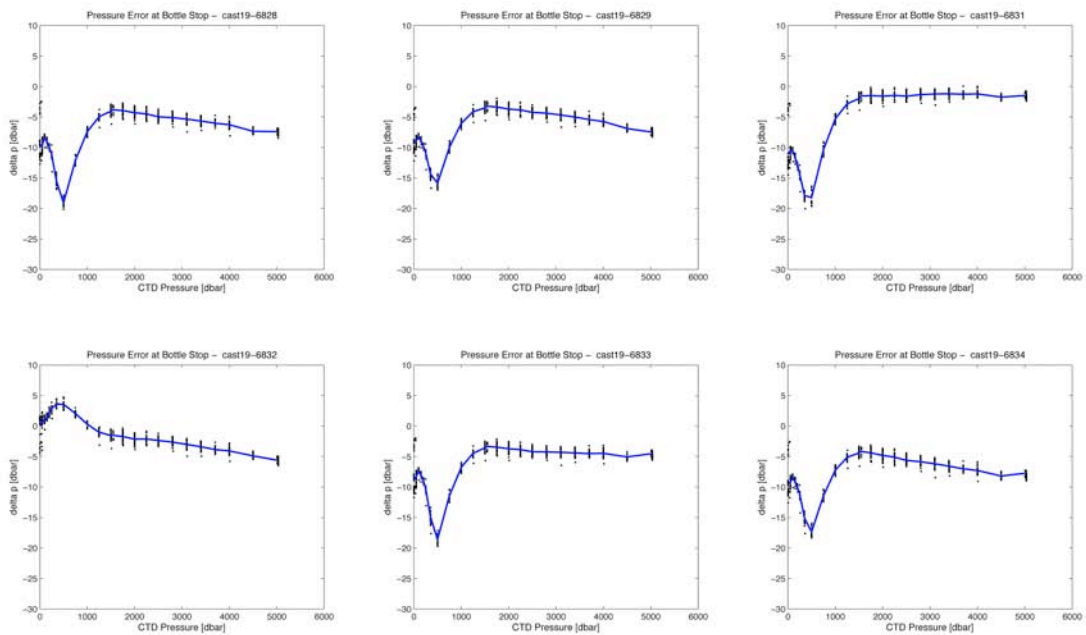 Pressure Error at Bottle Stop – cast19-6828
10
5
0
−5
−10
−15
−20
−25
−30
delta p [dbar]
0 1000 2000 3000 4000 5000 6000
CTD Pressure [dbar]
Pressure Error at Bottle Stop – cast19-6829
10
5
0
−5
−10
−15
−20
−25
−30
delta p [dbar]
0 1000 2000 3000 4000 5000 6000
CTD Pressure [dbar]
Pressure Error at Bottle Stop – cast19-6831
10
5
0
−5
−10
−15
−20
−25
−30
delta p [dbar]
0 1000 2000 3000 4000 5000 6000
CTD Pressure [dbar]
Pressure Error at Bottle Stop – cast19-6832
10
5
0
−5
−10
−15
−20
−25
−30
delta p [dbar]
0 1000 2000 3000 4000 5000 6000
CTD Pressure [dbar]
Pressure Error at Bottle Stop – cast19-6833
10
5
0
−5
−10
−15
−20
−25
−30
delta p [dbar]
0 1000 2000 3000 4000 5000 6000
CTD Pressure [dbar]
Pressure Error at Bottle Stop – cast19-6834
10
5
0
−5
−10
−15
−20
−25
−30
delta p [dbar]
0 1000 2000 3000 4000 5000 6000
CTD Pressure [dbar]